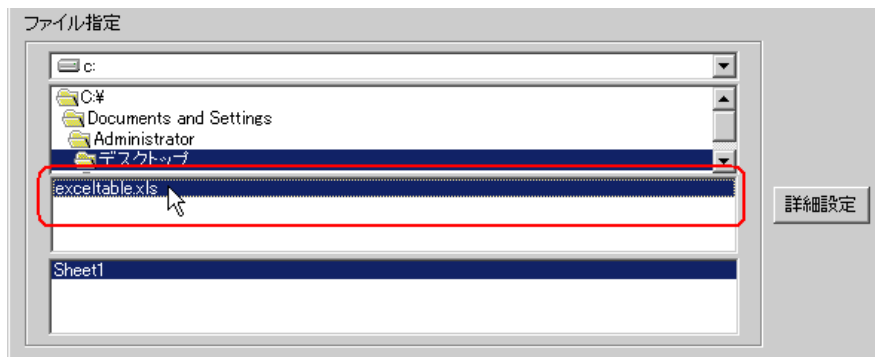 ファイル指定
c:
C:¥
Documents and Settings
Administrator
デスクトップ
exceltable.xls
詳細設定
Sheet1